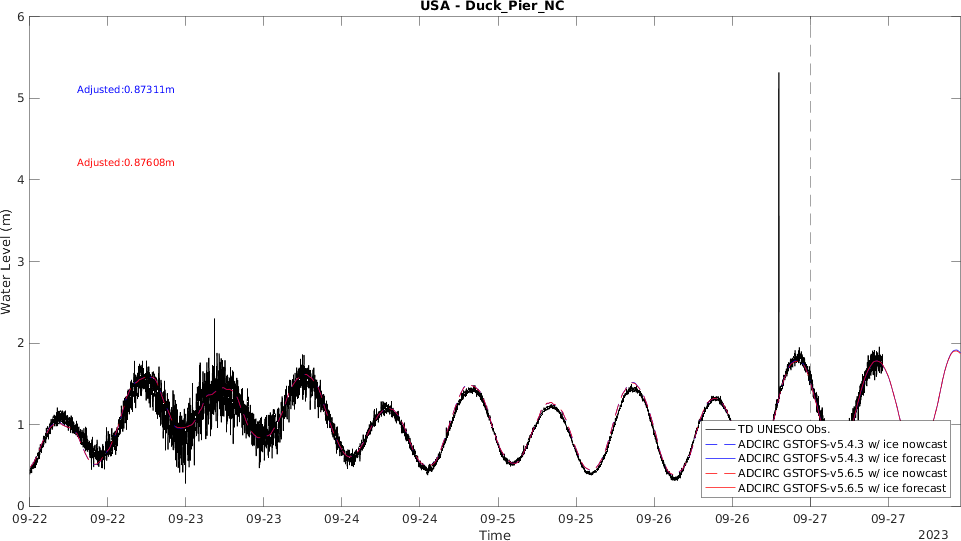 USA - Duck_Pier_NC
6
5
4
3
2
1
0
Water Level (m)
Adjusted:0.87311m
Adjusted:0.87608m
TD UNESCO Obs.
ADCIRC GSTOFS-v5.4.3 w/ ice nowcast
ADCIRC GSTOFS-v5.4.3 w/ ice forecast
ADCIRC GSTOFS-v5.6.5 w/ ice nowcast
ADCIRC GSTOFS-v5.6.5 w/ ice forecast
09-22 09-22 09-23 09-23 09-24 09-24 09-25 09-25 09-26 09-26 09-27 09-27
Time
2023